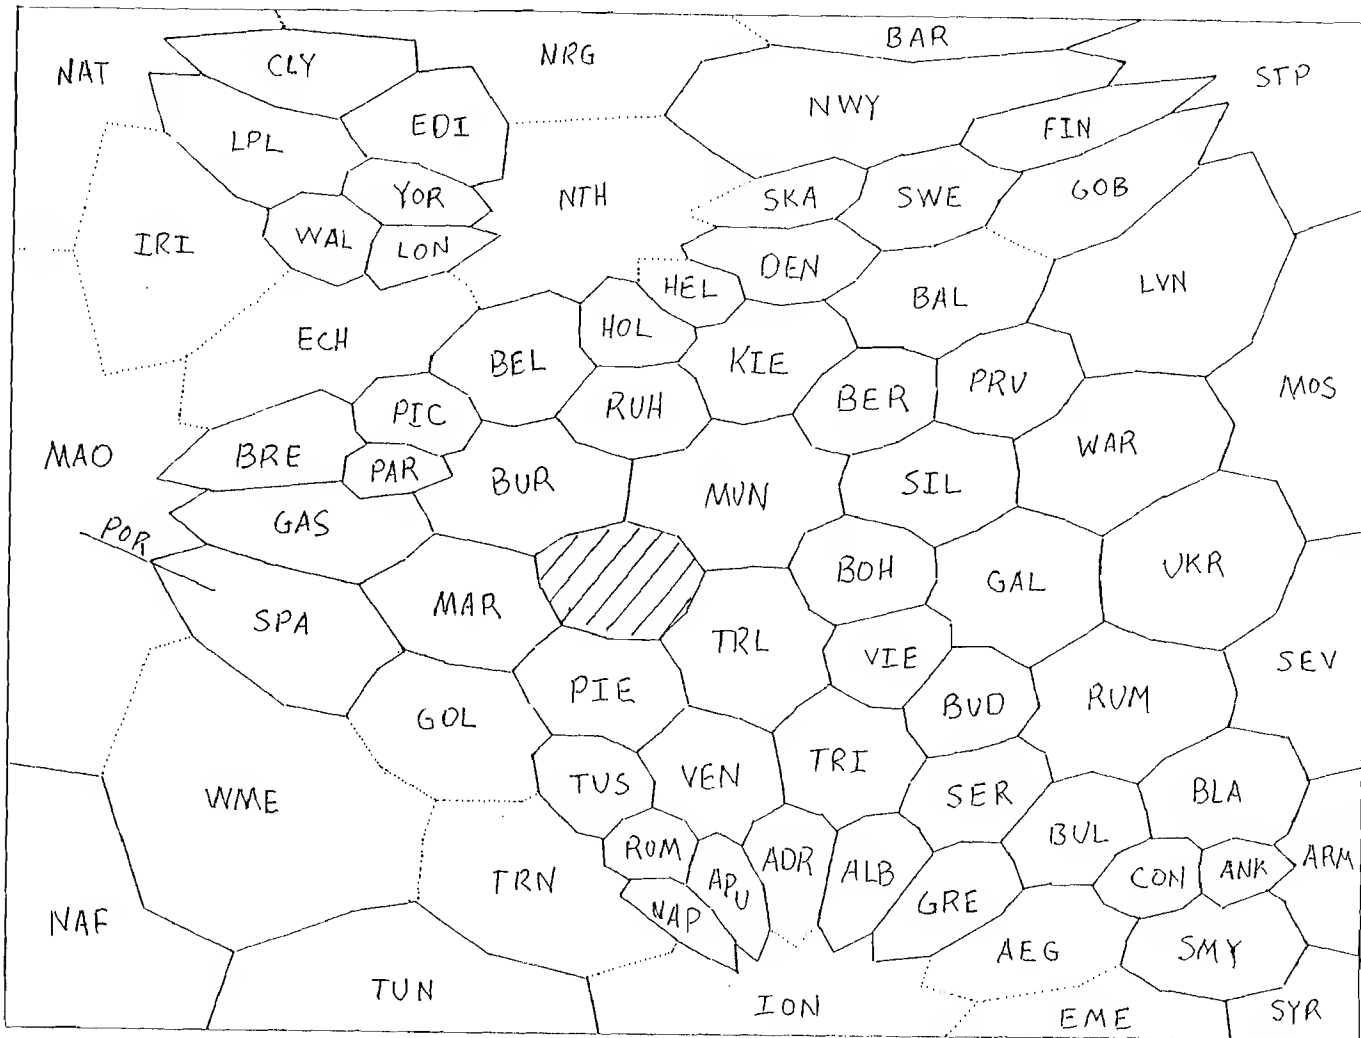 NAT
CLY
NRG
BAR
STP
LPL
EDI
NWY
FIN
YOR
NTH
SKA
SWE
GOB
IRI
WAL
LON
DEN
HEL
BAL
LVN
ECH
HOL
BEL
KIE
PIC
RUH
BER
PRU
MOS
MAO
BRE
PAR
BUR
MUN
SIL
WAR
GAS
POR
BOH
GAL
UKR
SPA
MAR
TRL
VIE
SEV
PIE
GOL
BUD
RUM
WME
TUS
VEN
TRI
SER
BLA
BUL
ROM
ADR
ALB
CON
ANK
ARM
TRN
APU
NAP
GRE
NAF
AEG
SMY
TUN
ION
EME
SYR